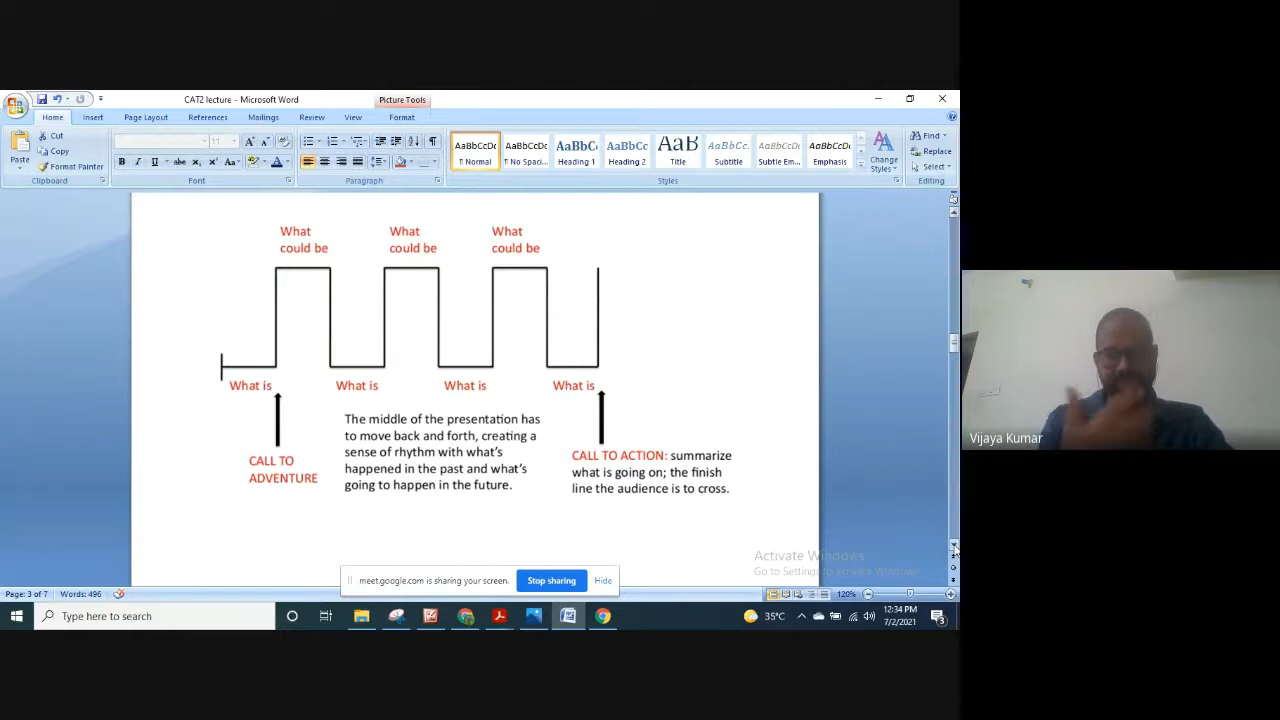 CAT2 lecture - Microsoft Word
Picture Tools
Home
Insert
Page Layout
References
Mailings
Review
View
Format
Paste
Cut
Copy
Format Painter
Clipboard
11
Font
Paragraph
AaBbCcDc
¶ Normal
AaBbCcDc
¶ No Spaci...
AaBbC
Heading 1
AaBbCc
Heading 2
AaB
Title
AaBbCc.
Subtitle
AaBbCcDc
Subtle Em...
AaBbCcDc
Emphasis
Change
Styles
Styles
Find
Replace
Select
Editing
What
could be
What
could be
What
could be
What is
What is
What is
What is
CALL TO
ADVENTURE
The middle of the presentation has
to move back and forth, creating a
sense of rhythm with what's
happened in the past and what's
going to happen in the future.
CALL TO ACTION: summarize
what is going on; the finish
line the audience is to cross.
Activate Windows
Go to Settings to activate Windows.
meet.google.com is sharing your screen.
Stop sharing
Hide
Page: 3 of 7
Words: 496
120%
Type here to search
35°C
12:34 PM
7/2/2021
3
Vijaya Kumar